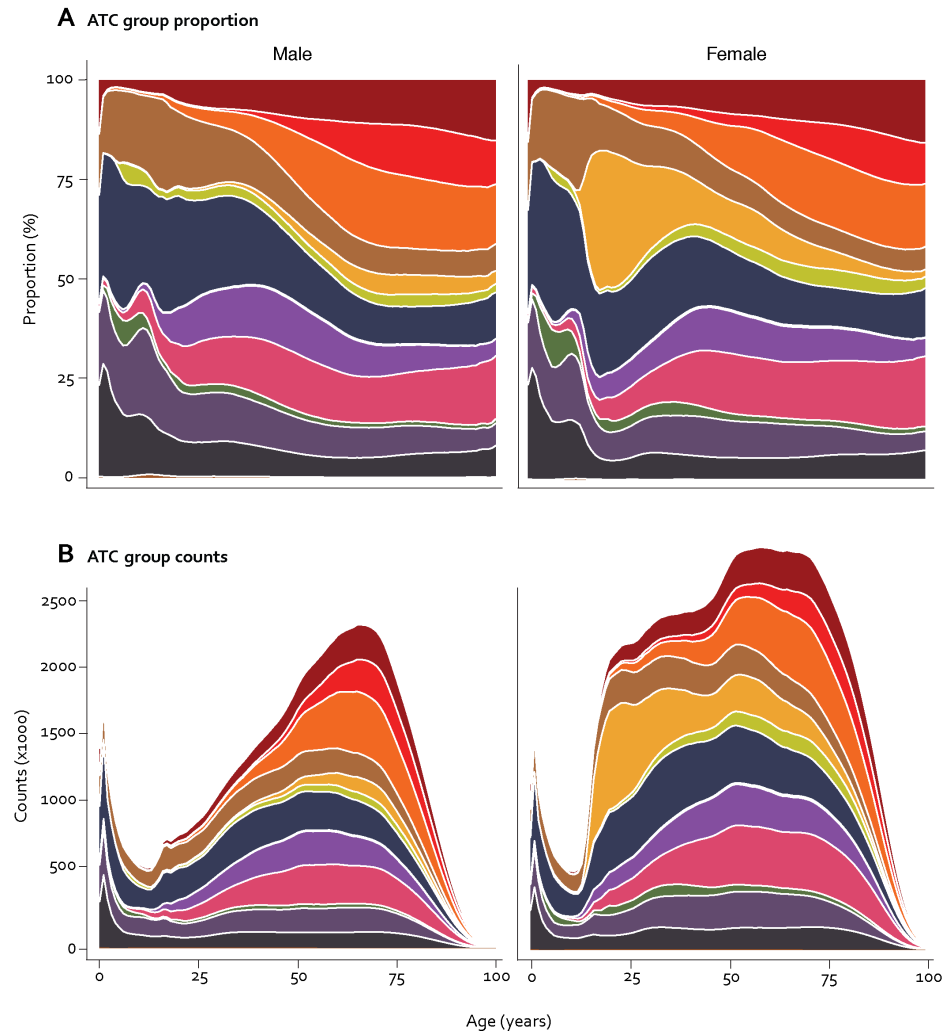 A ATC group proportion
Male
Female
Proportion (%)
100
75
50
25
0
B ATC group counts
Counts (x1000)
2500
2000
1500
1000
500
0
0 25 50 75 100
0 25 50 75 100
Age (years)